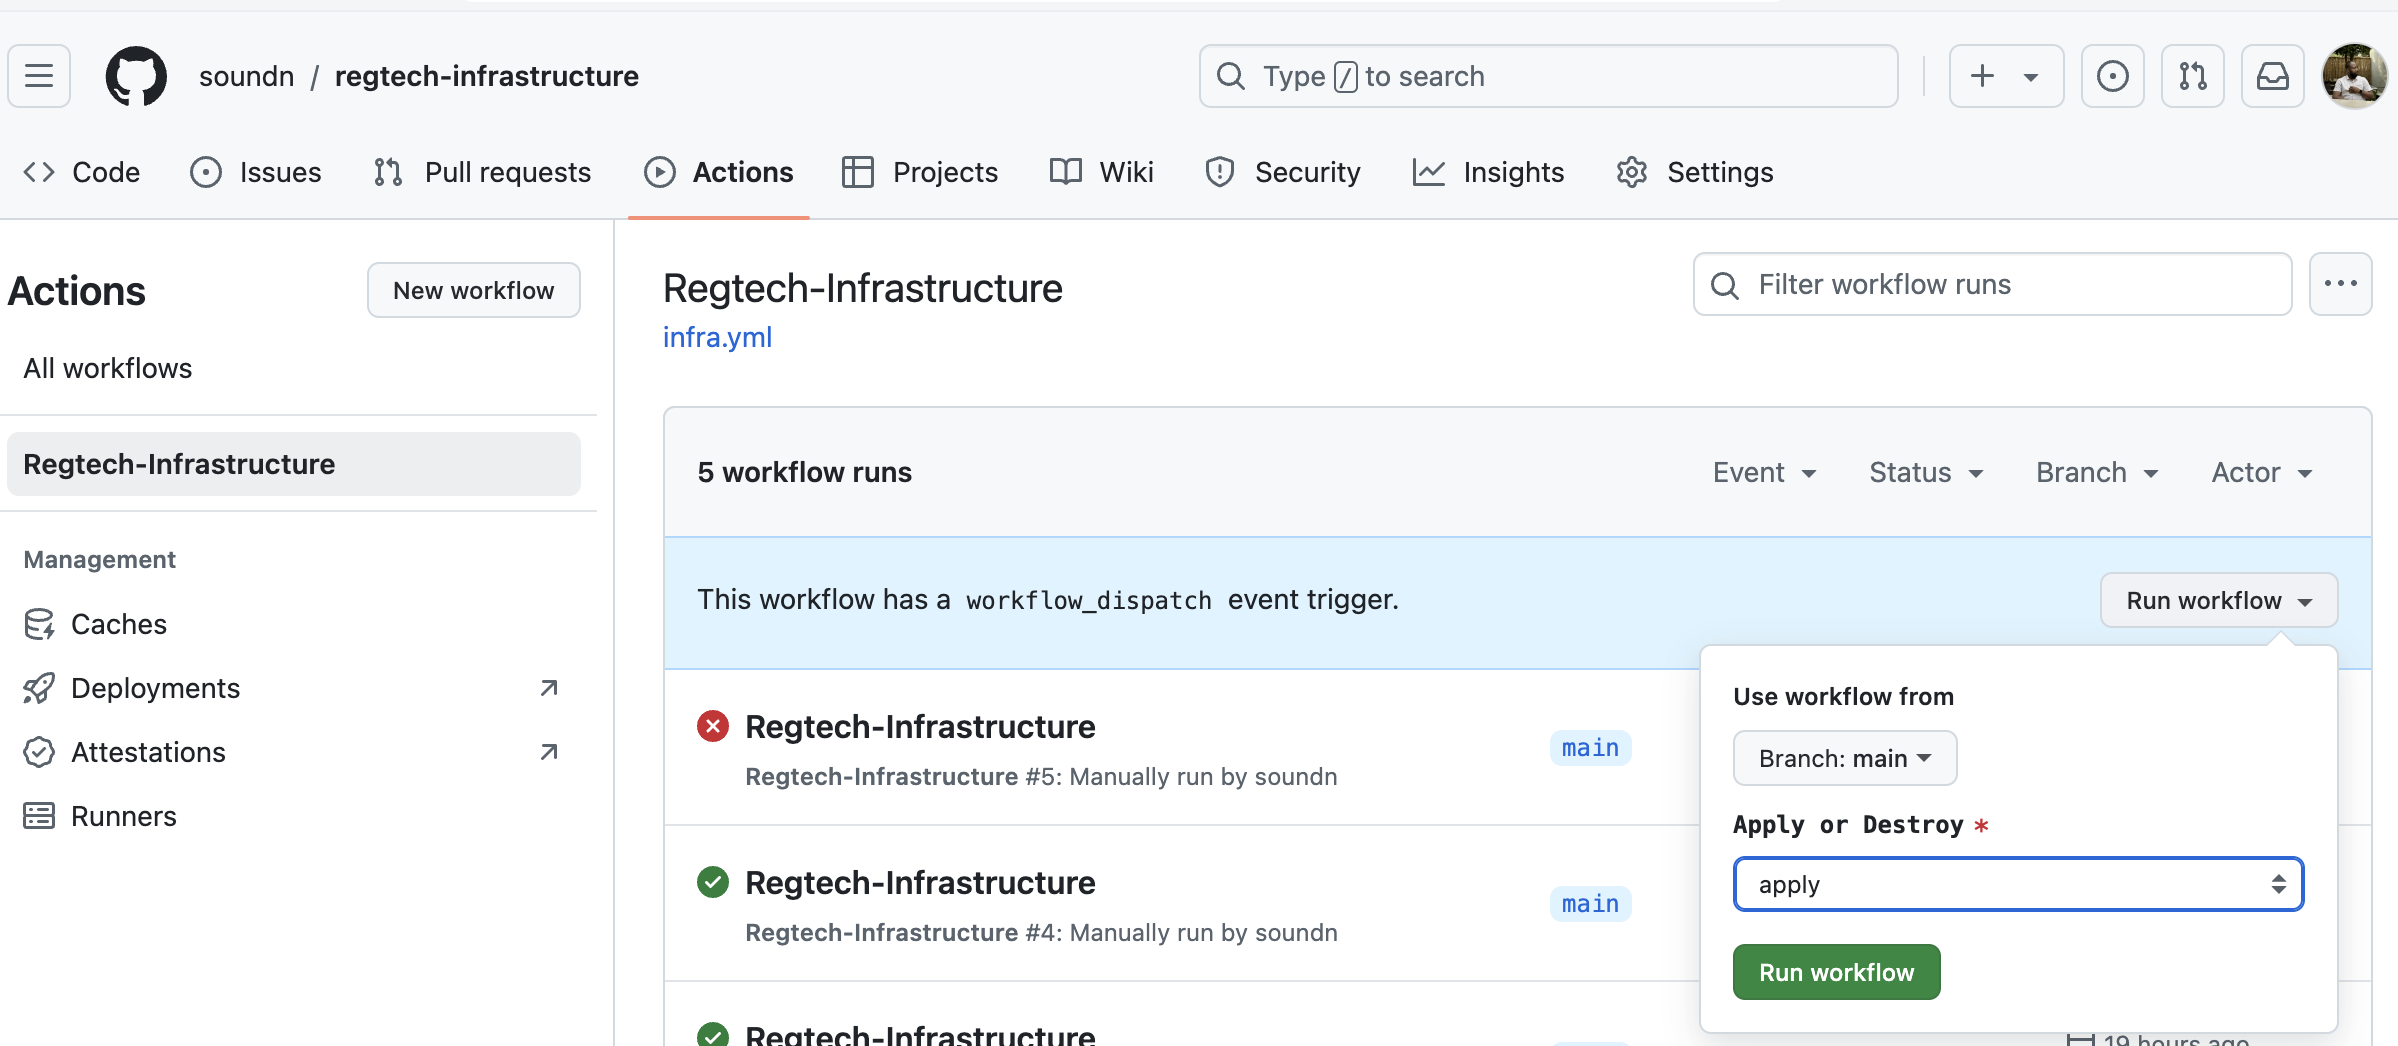 soundn / regtech-infrastructure
Type / to search
Code
Issues
Pull requests
Actions
Projects
Wiki
Security
Insights
Settings
Actions
New workflow
All workflows
Regtech-Infrastructure
Management
Caches
Deployments
Attestations
Runners
Regtech-Infrastructure
infra.yml
Filter workflow runs
5 workflow runs
Event
Status
Branch
Actor
This workflow has a workflow_dispatch event trigger.
Run workflow
Use workflow from
Branch: main
Apply or Destroy *
apply
Run workflow
Regtech-Infrastructure
Regtech-Infrastructure #5: Manually run by soundn
main
Regtech-Infrastructure
Regtech-Infrastructure #4: Manually run by soundn
main
Regtech-Infrastructure
19 hours ago